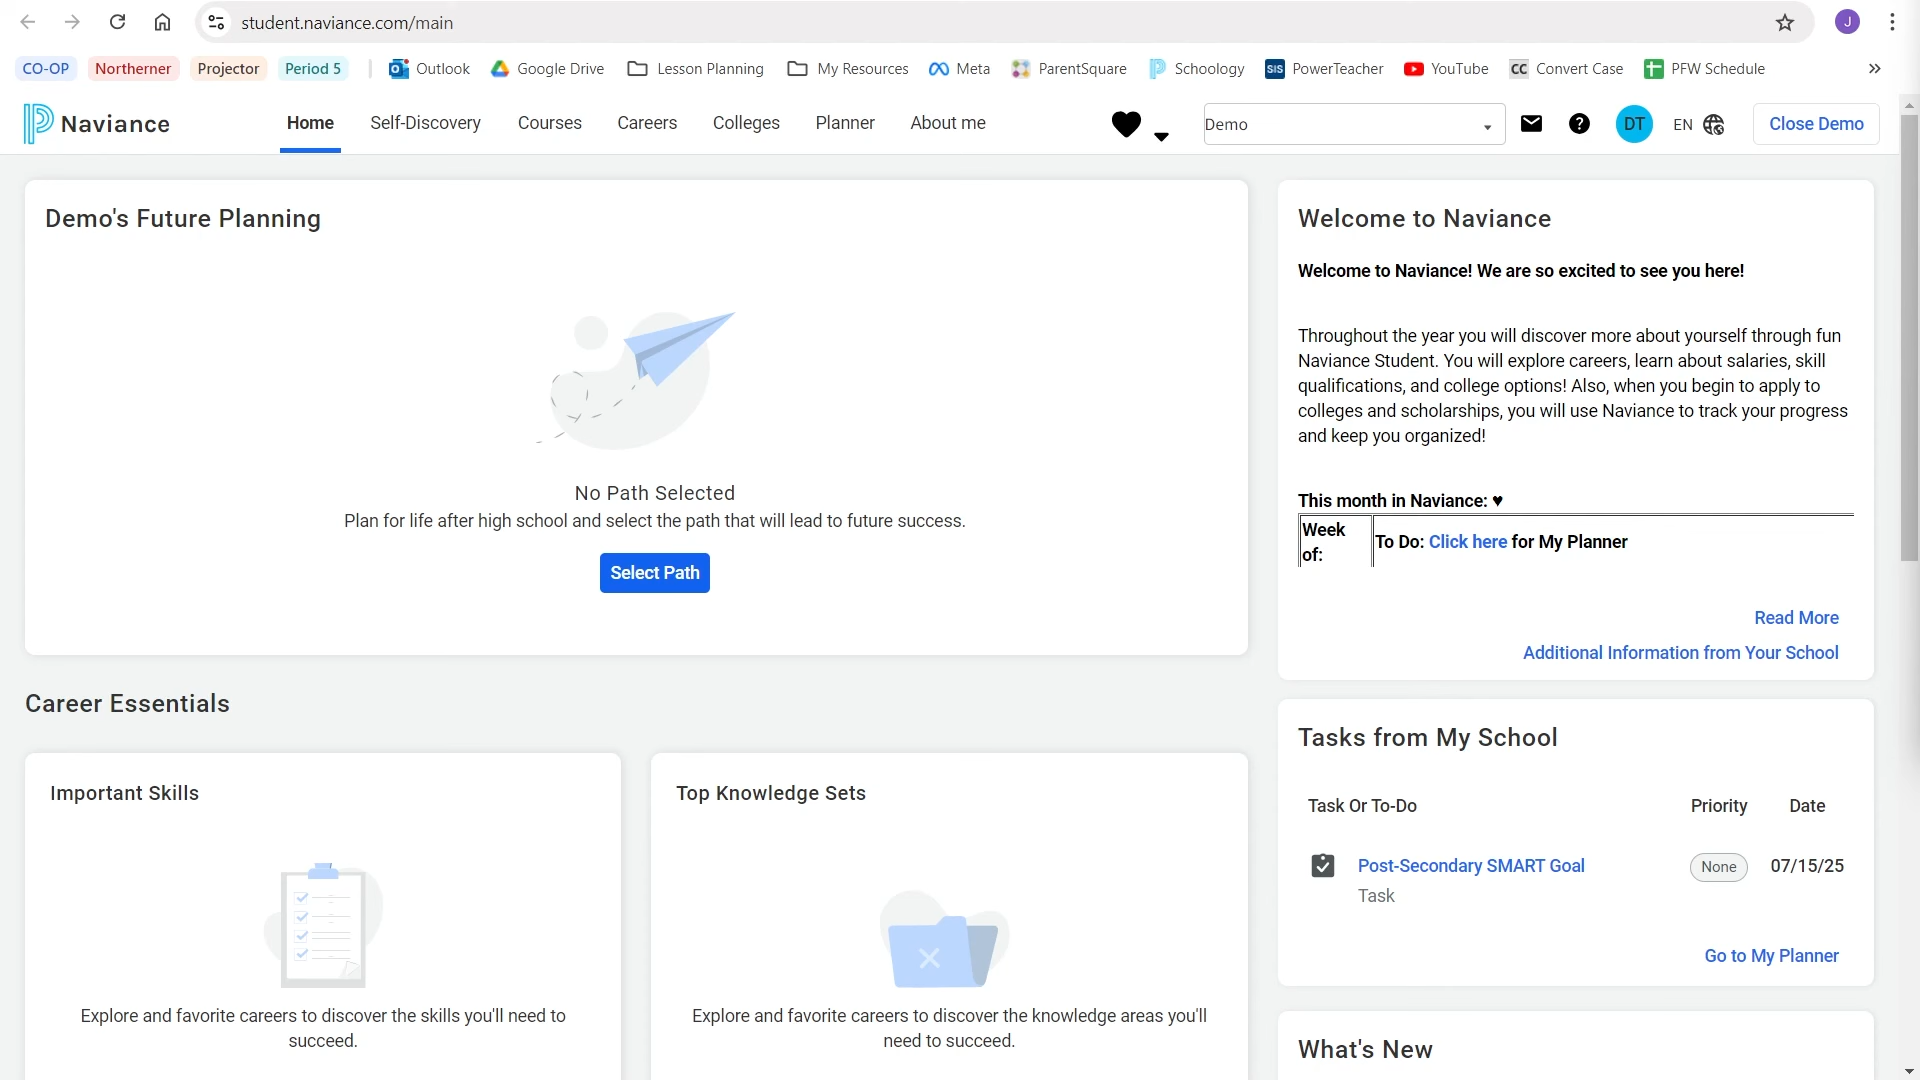 student.naviance.com/main
J
CO-OP Northerner Projector Period 5 Outlook Google Drive Lesson Planning My Resources Meta ParentSquare Schoology SIS PowerTeacher YouTube CC Convert Case PFW Schedule »
Naviance Home Self-Discovery Courses Careers Colleges Planner About me Demo DT EN Close Demo
Demo's Future Planning
No Path Selected
Plan for life after high school and select the path that will lead to future success.
Select Path
Career Essentials
Important Skills
Explore and favorite careers to discover the skills you'll need to
succeed.
Top Knowledge Sets
Explore and favorite careers to discover the knowledge areas you'll
need to succeed.
Welcome to Naviance
Welcome to Naviance! We are so excited to see you here!
Throughout the year you will discover more about yourself through fun
Naviance Student. You will explore careers, learn about salaries, skill
qualifications, and college options! Also, when you begin to apply to
colleges and scholarships, you will use Naviance to track your progress
and keep you organized!
This month in Naviance: ♥
Week
of:
To Do: Click here for My Planner
Read More
Additional Information from Your School
Tasks from My School
Task Or To-Do Priority Date
Post-Secondary SMART Goal None 07/15/25
Task
Go to My Planner
What's New